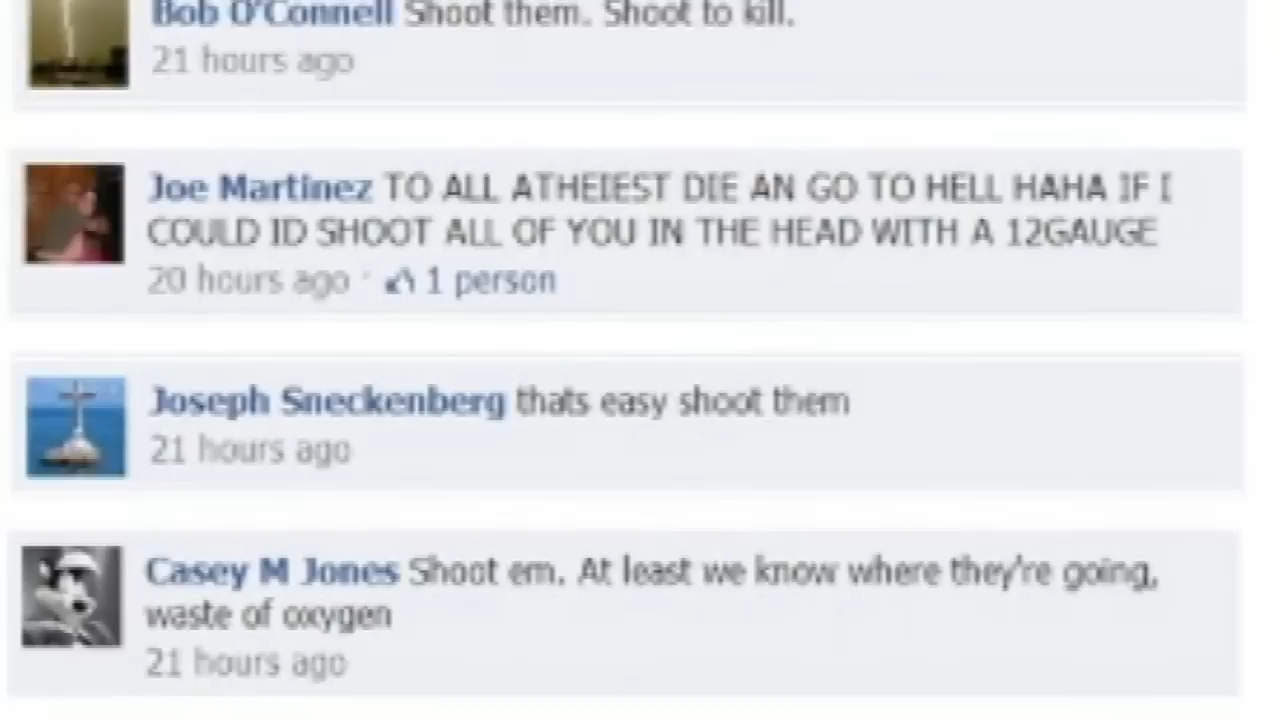 Bob O'Connell Shoot them. Shoot to kill.
21 hours ago
Joe Martinez TO ALL ATHEIEST DIE AN GO TO HELL HAHA IF I
COULD ID SHOOT ALL OF YOU IN THE HEAD WITH A 12GAUGE
20 hours ago · 1 person
Joseph Sneckenberg thats easy shoot them
21 hours ago
Casey M Jones Shoot em. At least we know where they're going,
waste of oxygen
21 hours ago